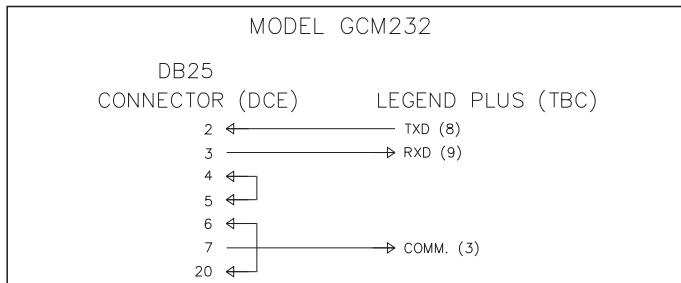 MODEL GCM232
DB25
CONNECTOR (DCE) LEGEND PLUS (TBC)
2 TXD (8)
3 RXD (9)
4
5
6
7 COMM. (3)
20